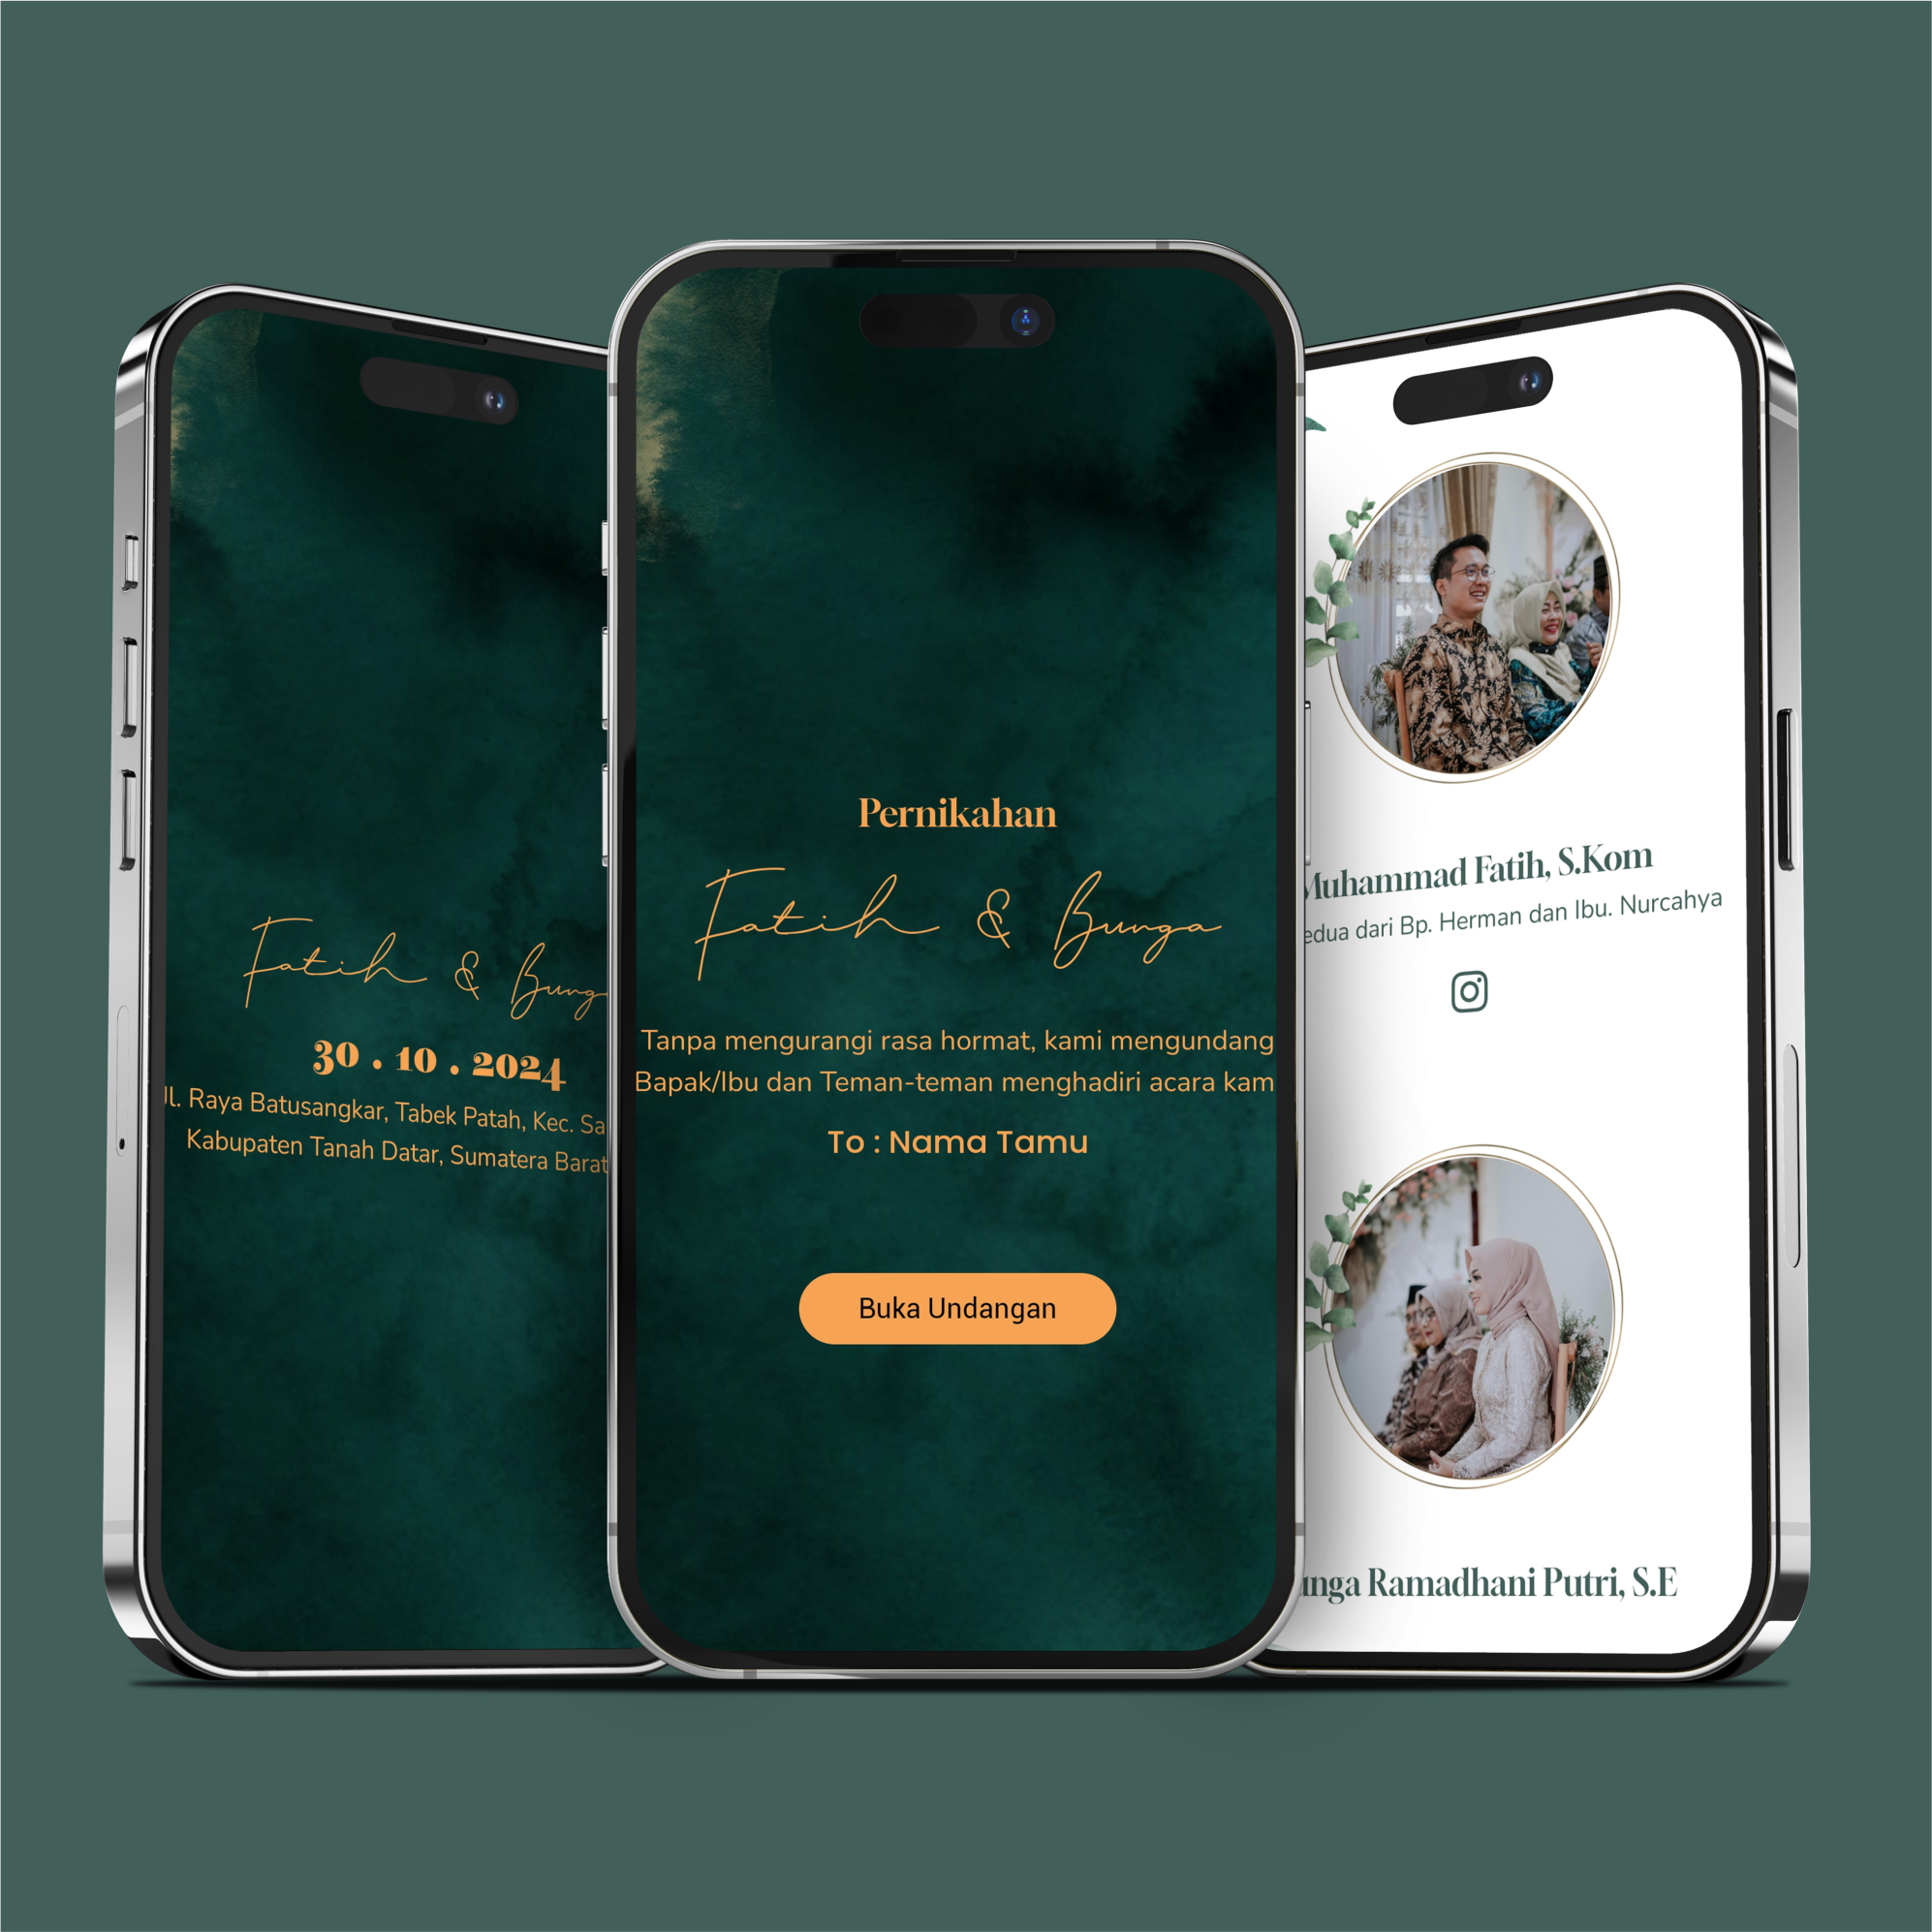 Fatih & Bung
30 . 10 . 2024
Jl. Raya Batusangkar, Tabek Patah, Kec. Sa
Kabupaten Tanah Datar, Sumatera Barat
Pernikahan
Fatih & Bunga
Tanpa mengurangi rasa hormat, kami mengundang
Bapak/Ibu dan Teman-teman menghadiri acara kam
To : Nama Tamu
Buka Undangan
Muhammad Fatih, S.Kom
edua dari Bp. Herman dan Ibu. Nurcahya
unga Ramadhani Putri, S.E